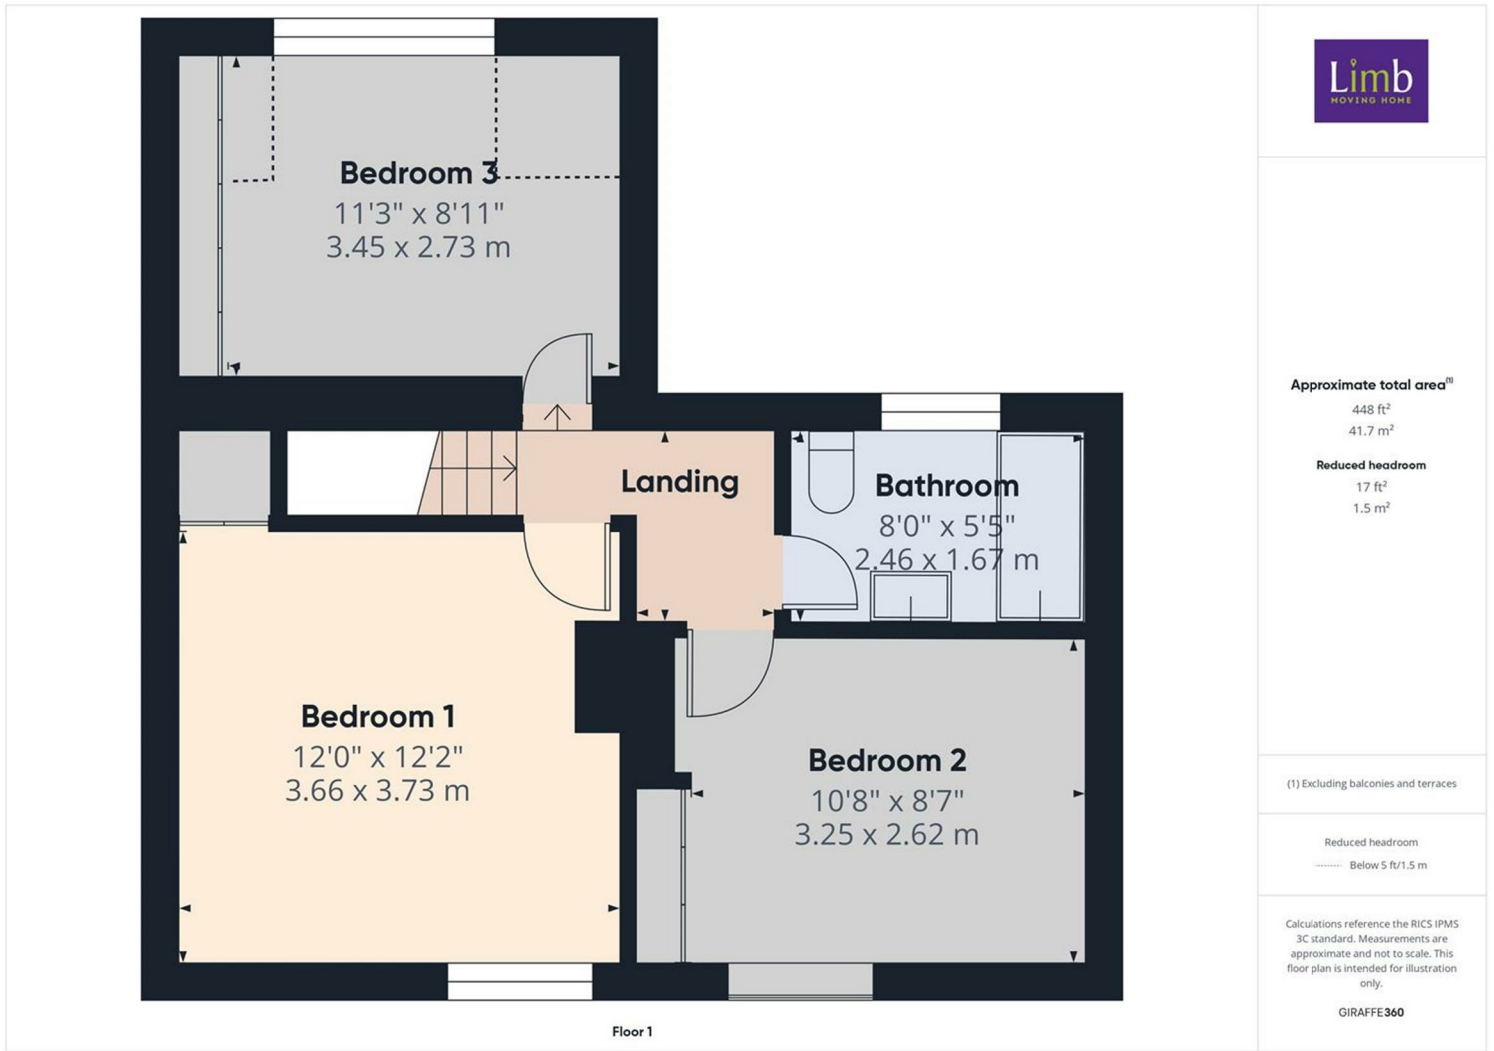 Bedroom 3
11'3" x 8'11"
3.45 x 2.73 m
Landing
Bathroom
8'0" x 5'5"
2.46 x 1.67 m
Bedroom 1
12'0" x 12'2"
3.66 x 3.73 m
Bedroom 2
10'8" x 8'7"
3.25 x 2.62 m
Floor 1
Limb
MOVING HOME
Approximate total area(1)
448 ft²
41.7 m²
Reduced headroom
17 ft²
1.5 m²
(1) Excluding balconies and terraces
Reduced headroom
Below 5 ft/1.5 m
Calculations reference the RICS IPMS
3C standard. Measurements are
approximate and not to scale. This
floor plan is intended for illustration
only.
GIRAFFE360